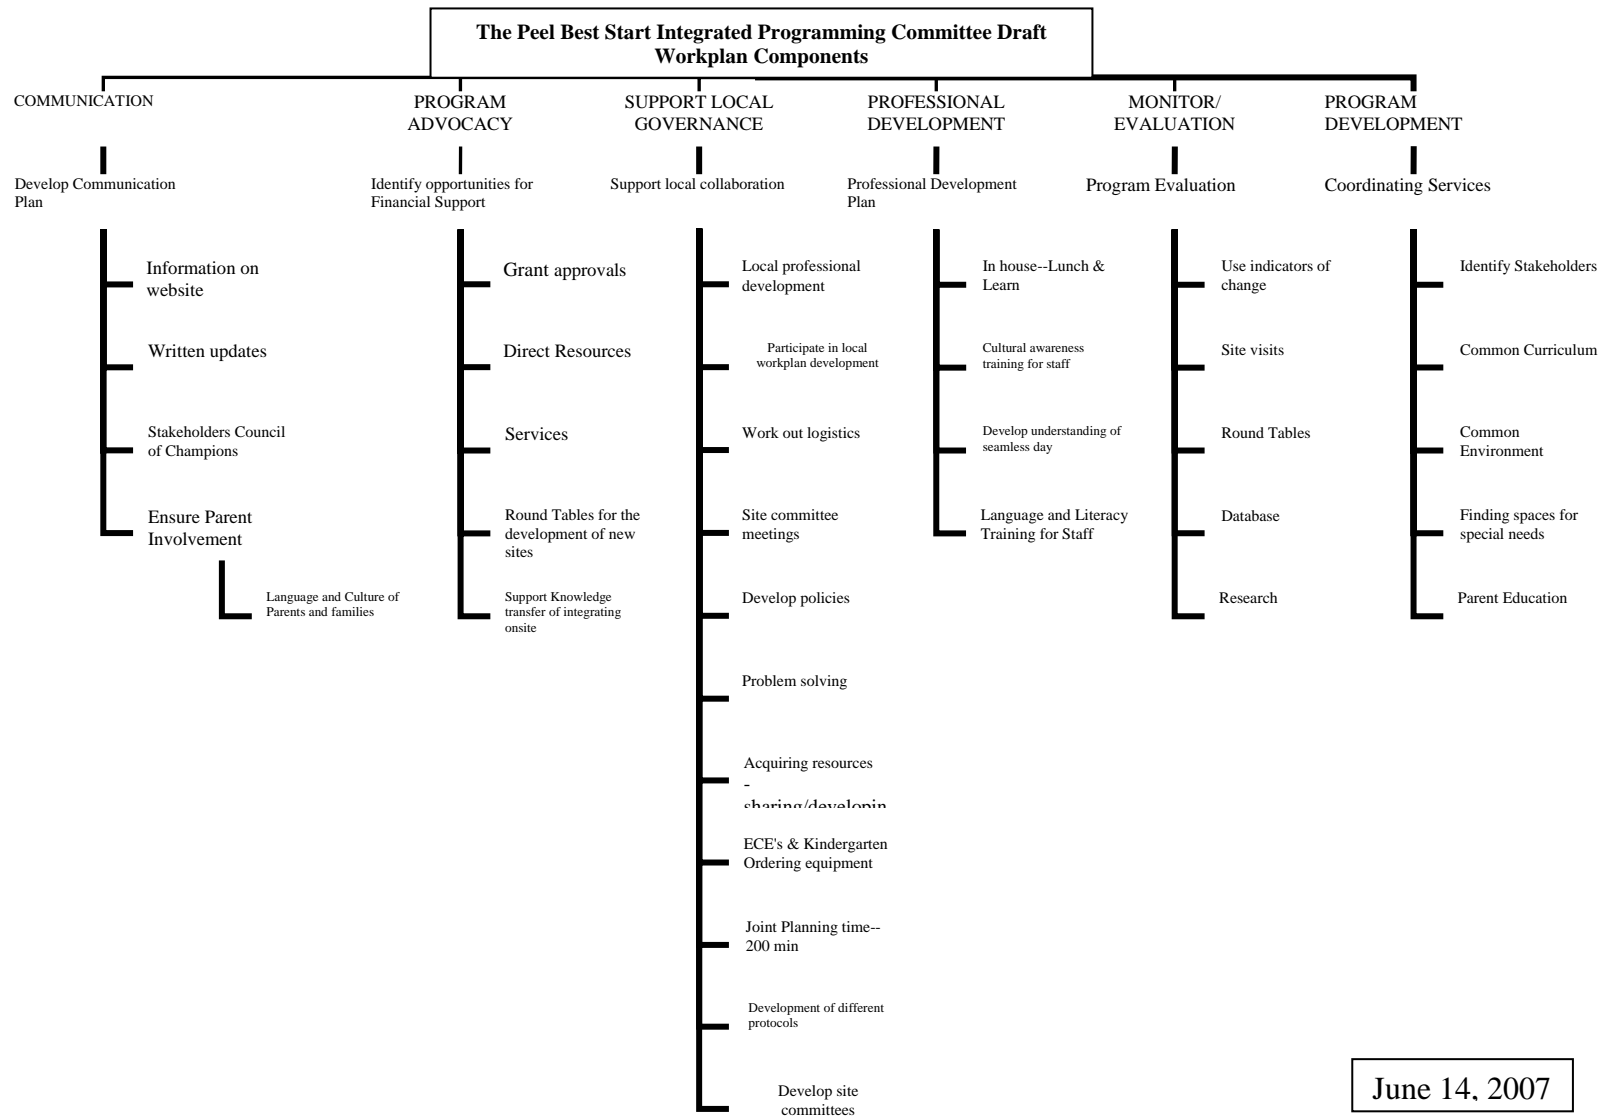 The Peel Best Start Integrated Programming Committee Draft
Workplan Components
COMMUNICATION
Develop Communication
Plan
Information on
website
Written updates
Stakeholders Council
of Champions
Ensure Parent
Involvement
Language and Culture of
Parents and families
PROGRAM
ADVOCACY
Identify opportunities for
Financial Support
Grant approvals
Direct Resources
Services
Round Tables for the
development of new
sites
Support Knowledge
transfer of integrating
onsite
SUPPORT LOCAL
GOVERNANCE
Support local collaboration
Local professional
development
Participate in local
workplan development
Work out logistics
Site committee
meetings
Develop policies
Problem solving
Acquiring resources
-
sharing/developin
ECE's & Kindergarten
Ordering equipment
Joint Planning time--
200 min
Development of different
protocols
Develop site
committees
PROFESSIONAL
DEVELOPMENT
Professional Development
Plan
In house--Lunch &
Learn
Cultural awareness
training for staff
Develop understanding of
seamless day
Language and Literacy
Training for Staff
MONITOR/
EVALUATION
Program Evaluation
Use indicators of
change
Site visits
Round Tables
Database
Research
PROGRAM
DEVELOPMENT
Coordinating Services
Identify Stakeholders
Common Curriculum
Common
Environment
Finding spaces for
special needs
Parent Education
June 14, 2007